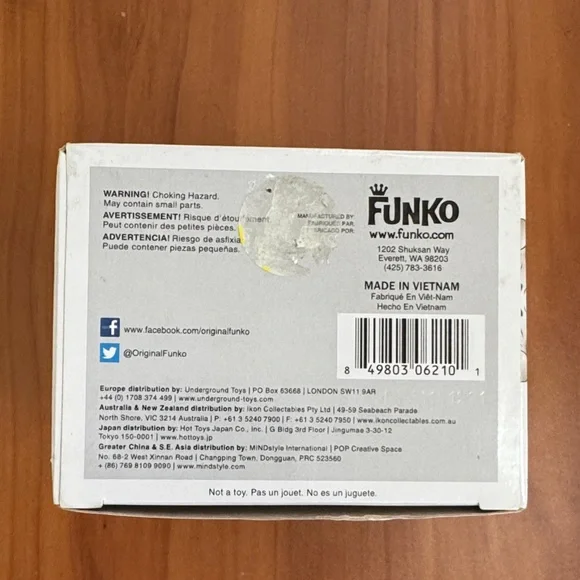 WARNING! Choking Hazard.
May contain small parts.
AVERTISSEMENT! Risque d'étouffement
Peut contenir des petites pièces.
ADVERTENCIA! Riesgo de asfixia
Puede contener piezas pequeñas.
MANUFACTURED BY
PAR
POR:
FUNKO
www.funko.com
1202 Shuksan Way
Everett, WA 98203
(425) 783-3616
MADE IN VIETNAM
Fabriqué En Viêt-Nam
Hecho En Vietnam
8 49803 06210 1
www.facebook.com/originalfunko
@OriginalFunko
Europe distribution by: Underground Toys | PO Box 63668 | LONDON SW11 9AR
+44 (0) 1708 374 499 | www.underground-toys.com
Australia & New Zealand distribution by: Ikon Collectables Pty Ltd | 49-59 Seabeach Parade
North Shore, VIC 3214 Australia | P: +61 3 5240 7900 | F: +61 3 5240 7950 | www.ikoncollectables.com.au
Japan distribution by: Hot Toys Japan Co., Inc. | G Bldg 3rd Floor | Jingumae 3-30-12
Tokyo 150-0001 | www.hottoys.jp
Greater China & S.E. Asia distribution by: MINDstyle International | POP Creative Space
No. 68-2 West Xinnan Road | Changping Town, Dongguan, PRC 523560
+ (86) 769 8109 9090 | www.mindstyle.com
Not a toy. Pas un jouet. No es un juguete.